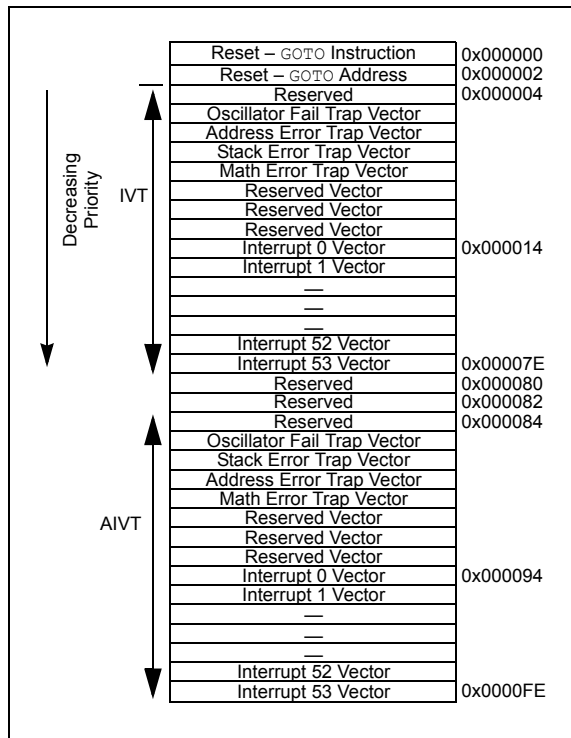 Reset – GOTO Instruction 0x000000
Reset – GOTO Address 0x000002
Reserved 0x000004
Oscillator Fail Trap Vector
Address Error Trap Vector
Stack Error Trap Vector
Math Error Trap Vector
Reserved Vector
Reserved Vector
Reserved Vector
Interrupt 0 Vector 0x000014
Interrupt 1 Vector
—
—
—
Interrupt 52 Vector
Interrupt 53 Vector 0x00007E
Decreasing
Priority
IVT
Reserved 0x000080
Reserved 0x000082
Reserved 0x000084
Oscillator Fail Trap Vector
Stack Error Trap Vector
Address Error Trap Vector
Math Error Trap Vector
Reserved Vector
Reserved Vector
Reserved Vector
Interrupt 0 Vector 0x000094
Interrupt 1 Vector
—
—
—
Interrupt 52 Vector
Interrupt 53 Vector 0x0000FE
AIVT